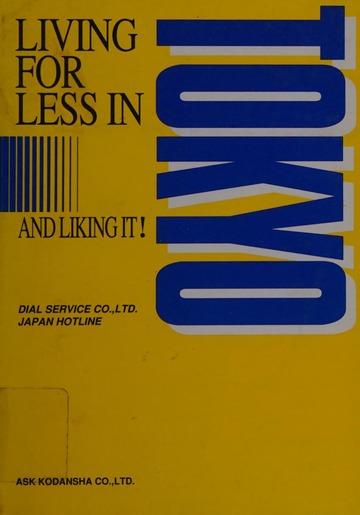 LIVING
FOR
LESS IN
TOKYO
AND LIKING IT!
DIAL SERVICE CO.,LTD.
JAPAN HOTLINE
ASK KODANSHA CO.,LTD.